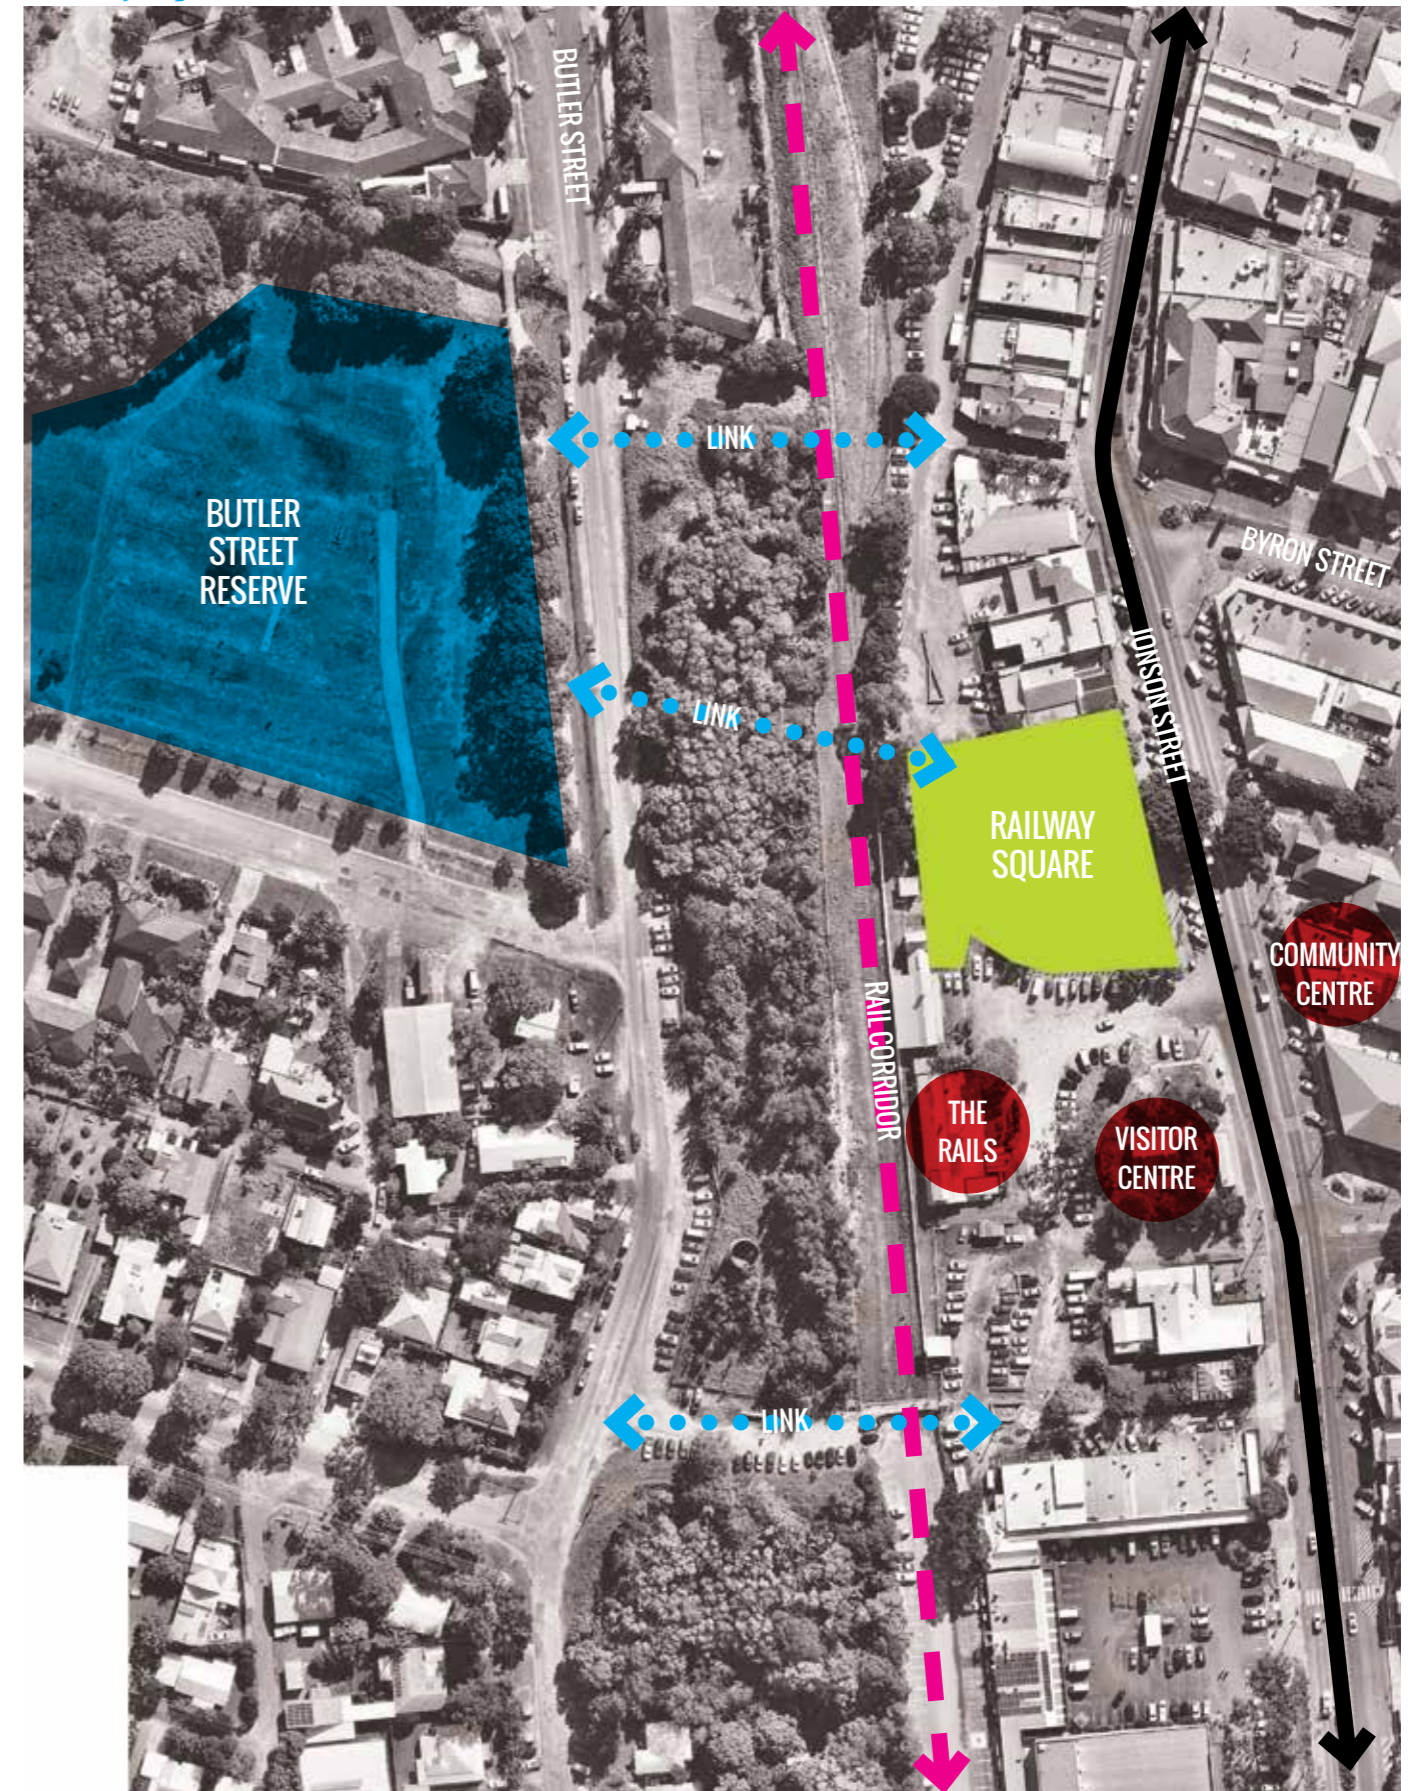 BUTLER STREET
LINK
BUTLER
STREET
RESERVE
BYRON STREET
JONSON STREET
LINK
RAILWAY
SQUARE
COMMUNITY
CENTRE
RAIL CORRIDOR
THE
RAILS
VISITOR
CENTRE
LINK